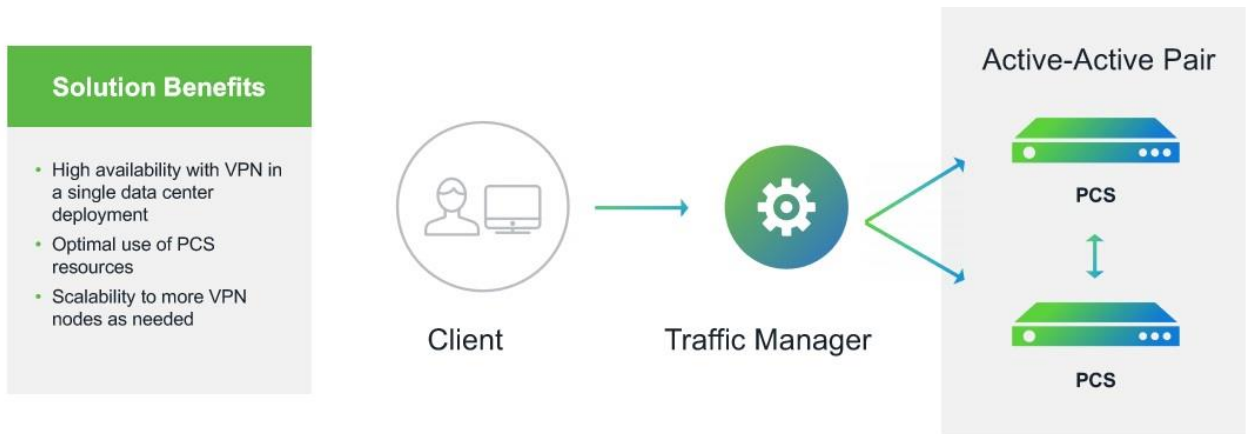 Solution Benefits
• High availability with VPN in
a single data center
deployment
• Optimal use of PCS
resources
• Scalability to more VPN
nodes as needed
Client
Traffic Manager
Active-Active Pair
PCS
PCS